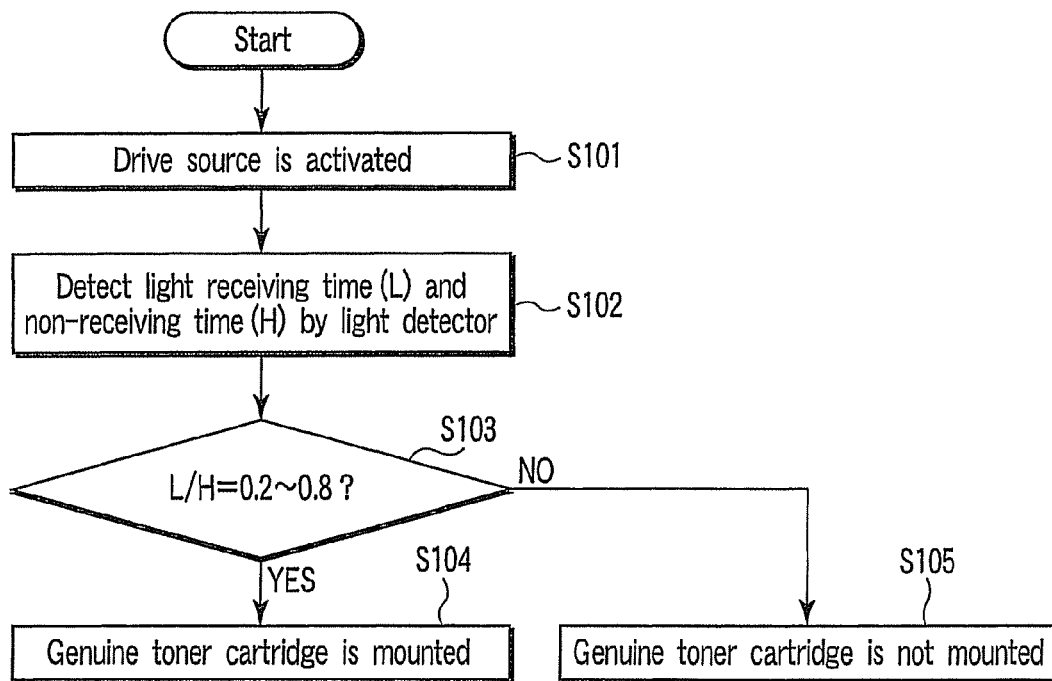 Start
Drive source is activated
S101
Detect light receiving time (L) and
non-receiving time (H) by light detector
S102
S103
L/H=0.2~0.8?
NO
YES
S104
Genuine toner cartridge is mounted
S105
Genuine toner cartridge is not mounted